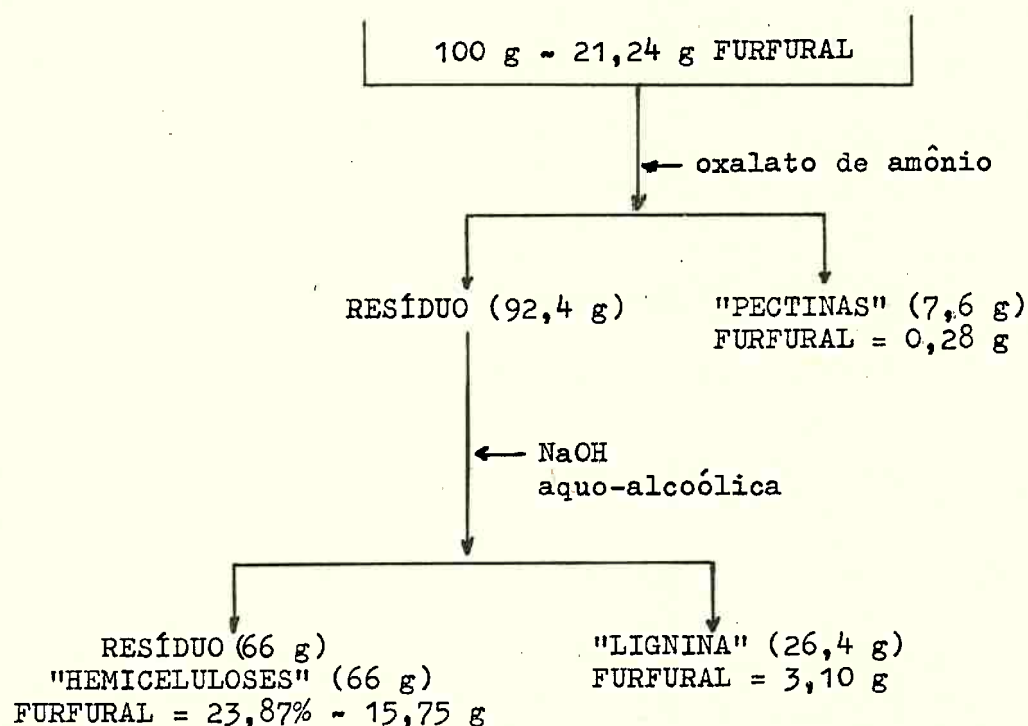 100 g ~ 21,24 g FURFURAL
oxalato de amônio
RESÍDUO (92,4 g)
"PECTINAS" (7,6 g)
FURFURAL = 0,28 g
NaOH
aquo-alcoólica
RESÍDUO (66 g)
"HEMICELULOSES" (66 g)
FURFURAL = 23,87% ~ 15,75 g
"LIGNINA" (26,4 g)
FURFURAL = 3,10 g